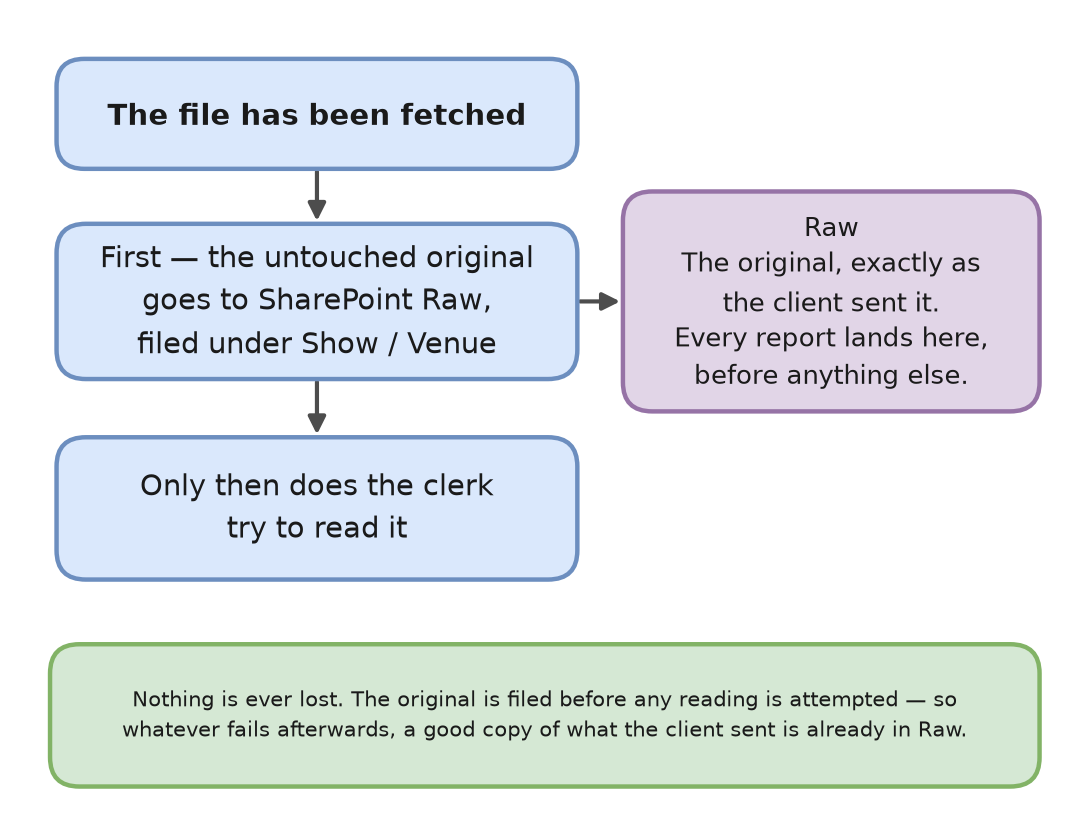 The file has been fetched
First — the untouched original
goes to SharePoint Raw,
filed under Show / Venue
Raw
The original, exactly as
the client sent it.
Every report lands here,
before anything else.
Only then does the clerk
try to read it
Nothing is ever lost. The original is filed before any reading is attempted — so
whatever fails afterwards, a good copy of what the client sent is already in Raw.